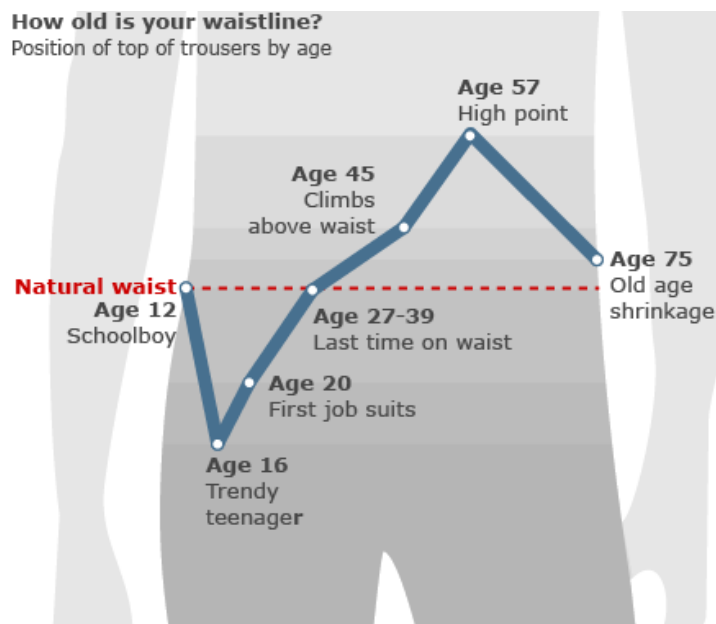 How old is your waistline?
Position of top of trousers by age
Age 57
High point
Age 45
Climbs
above waist
Age 75
Old age
shrinkage
Natural waist
Age 12
Schoolboy
Age 27-39
Last time on waist
Age 20
First job suits
Age 16
Trendy
teenager